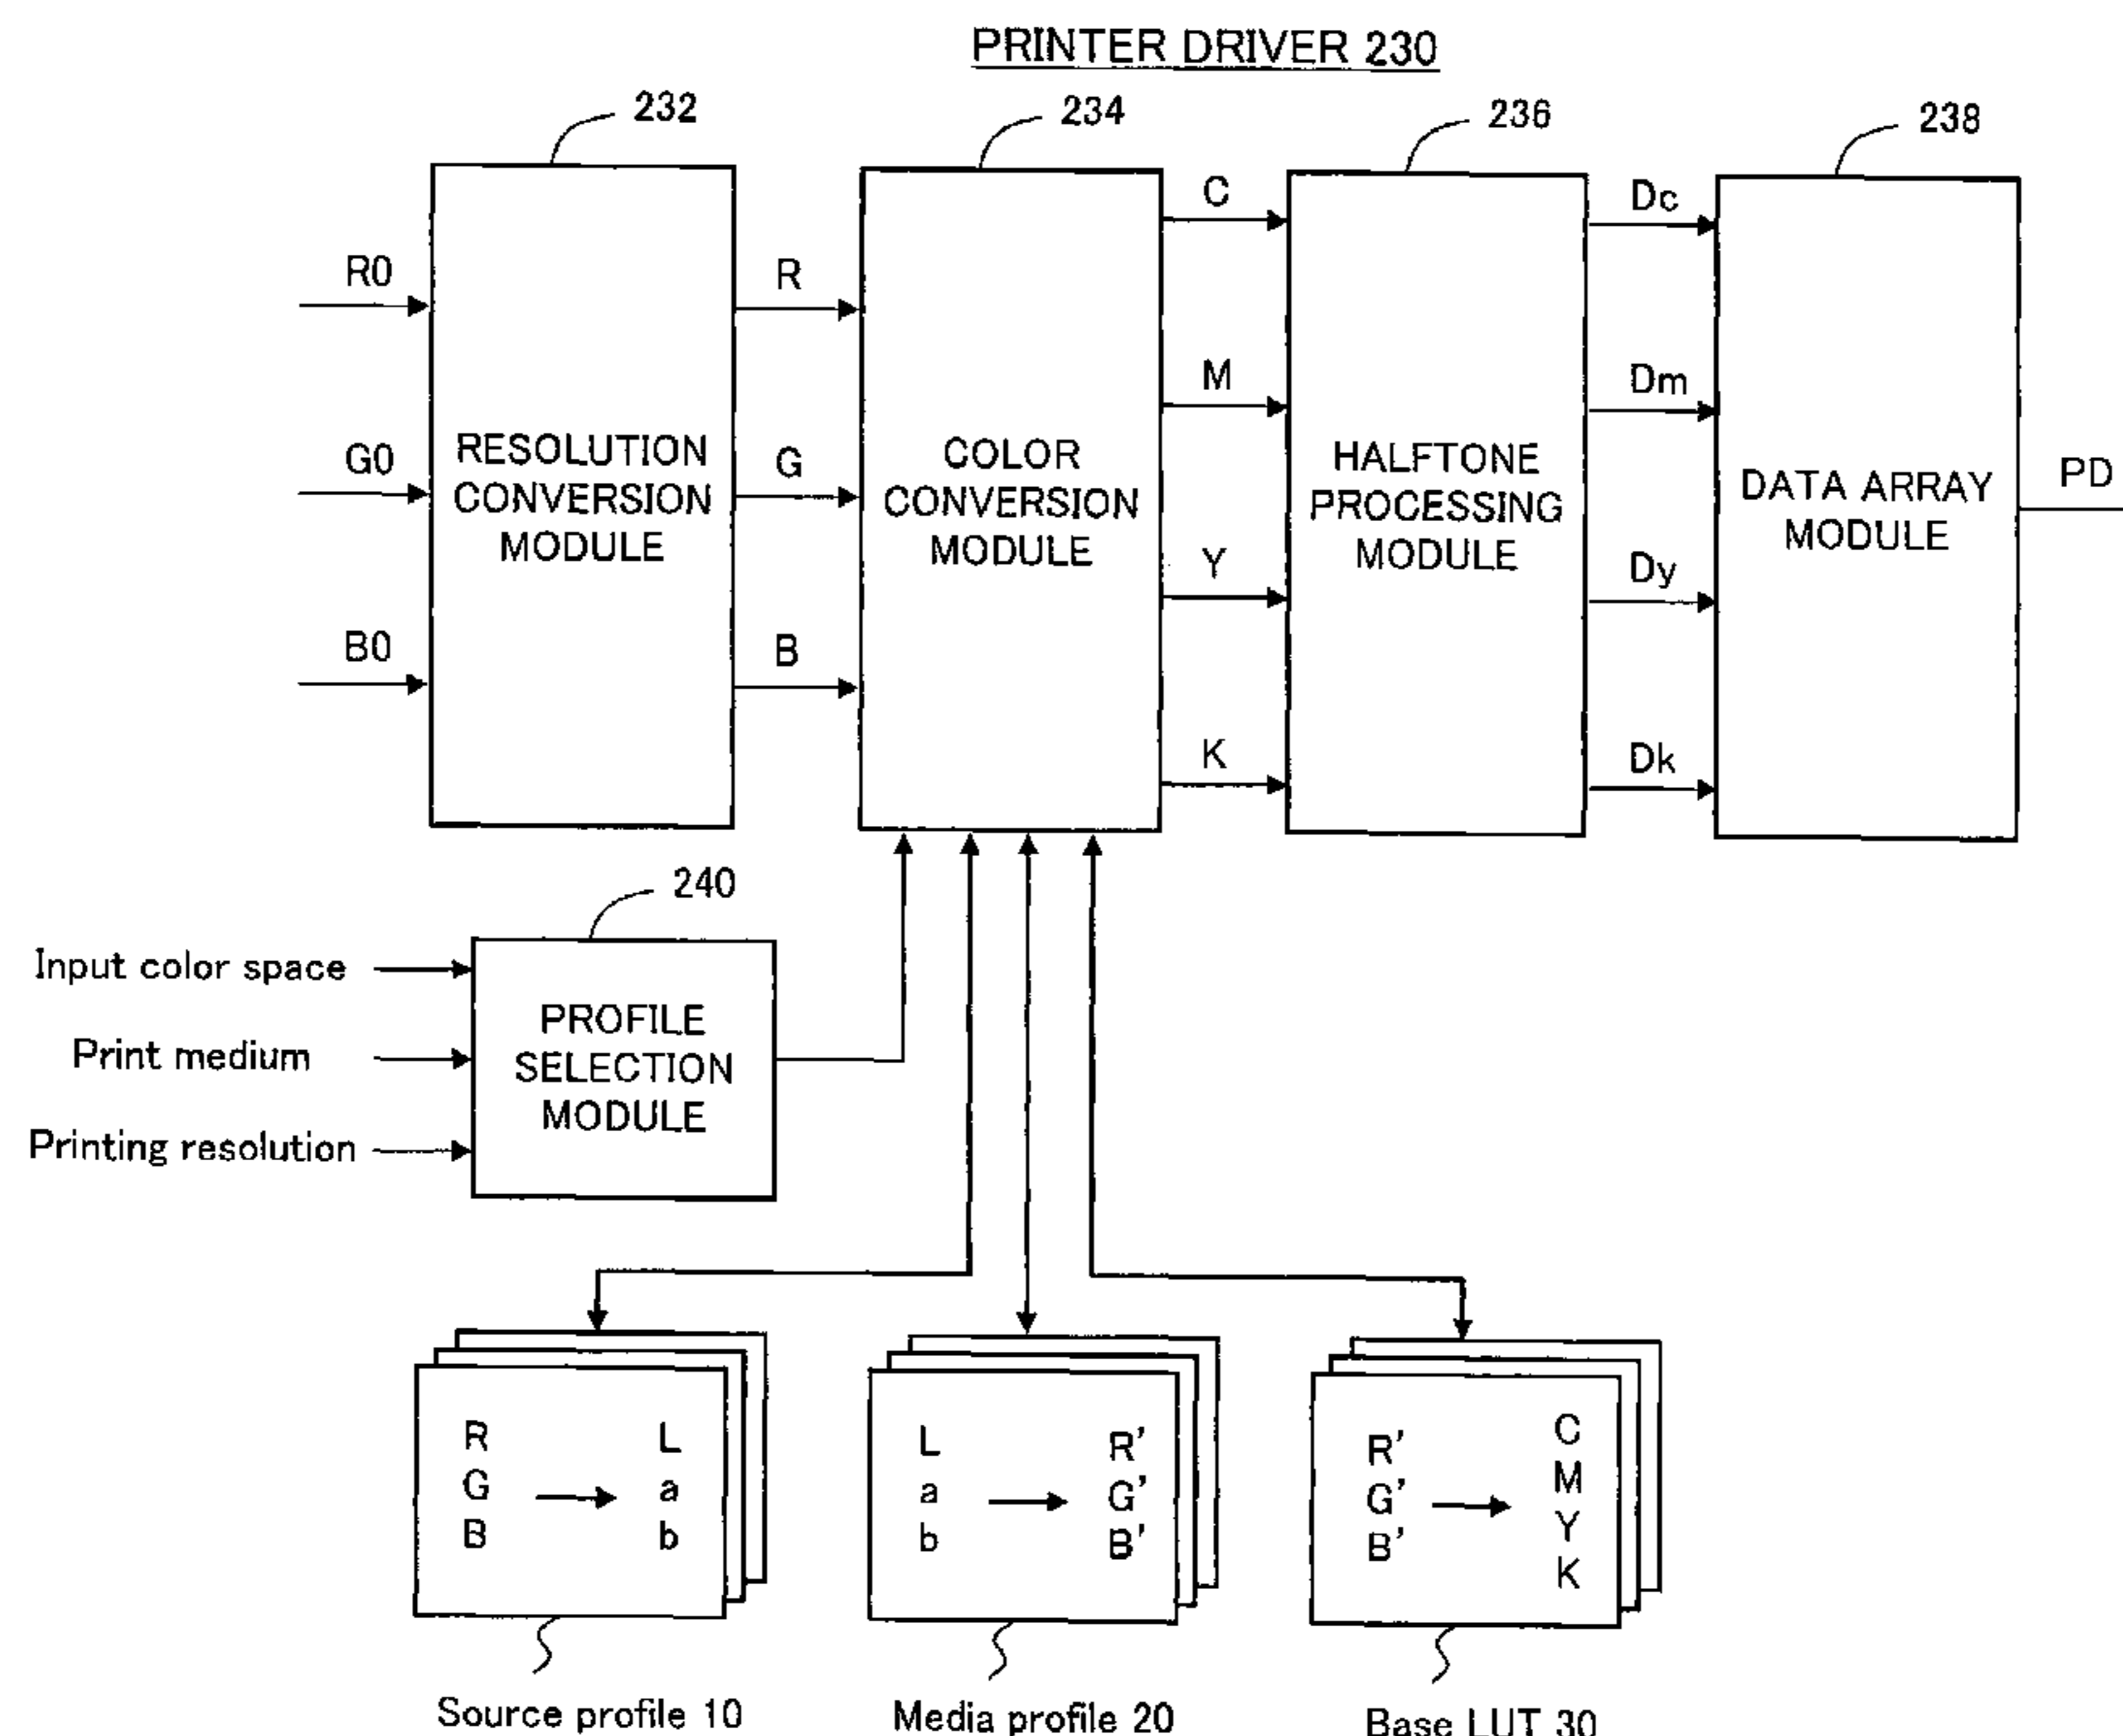 PRINTER DRIVER 230
232
234
236
238
R0
G0
B0
RESOLUTION
CONVERSION
MODULE
R
G
B
COLOR
CONVERSION
MODULE
C
M
Y
K
HALFTONE
PROCESSING
MODULE
Dc
Dm
Dy
Dk
DATA ARRAY
MODULE
PD
240
Input color space
Print medium
Printing resolution
PROFILE
SELECTION
MODULE
R
G
B
L
a
b
L
a
b
R'
G'
B'
R'
G'
B'
C
M
Y
K
Source profile 10
Media profile 20
Base LUT 30